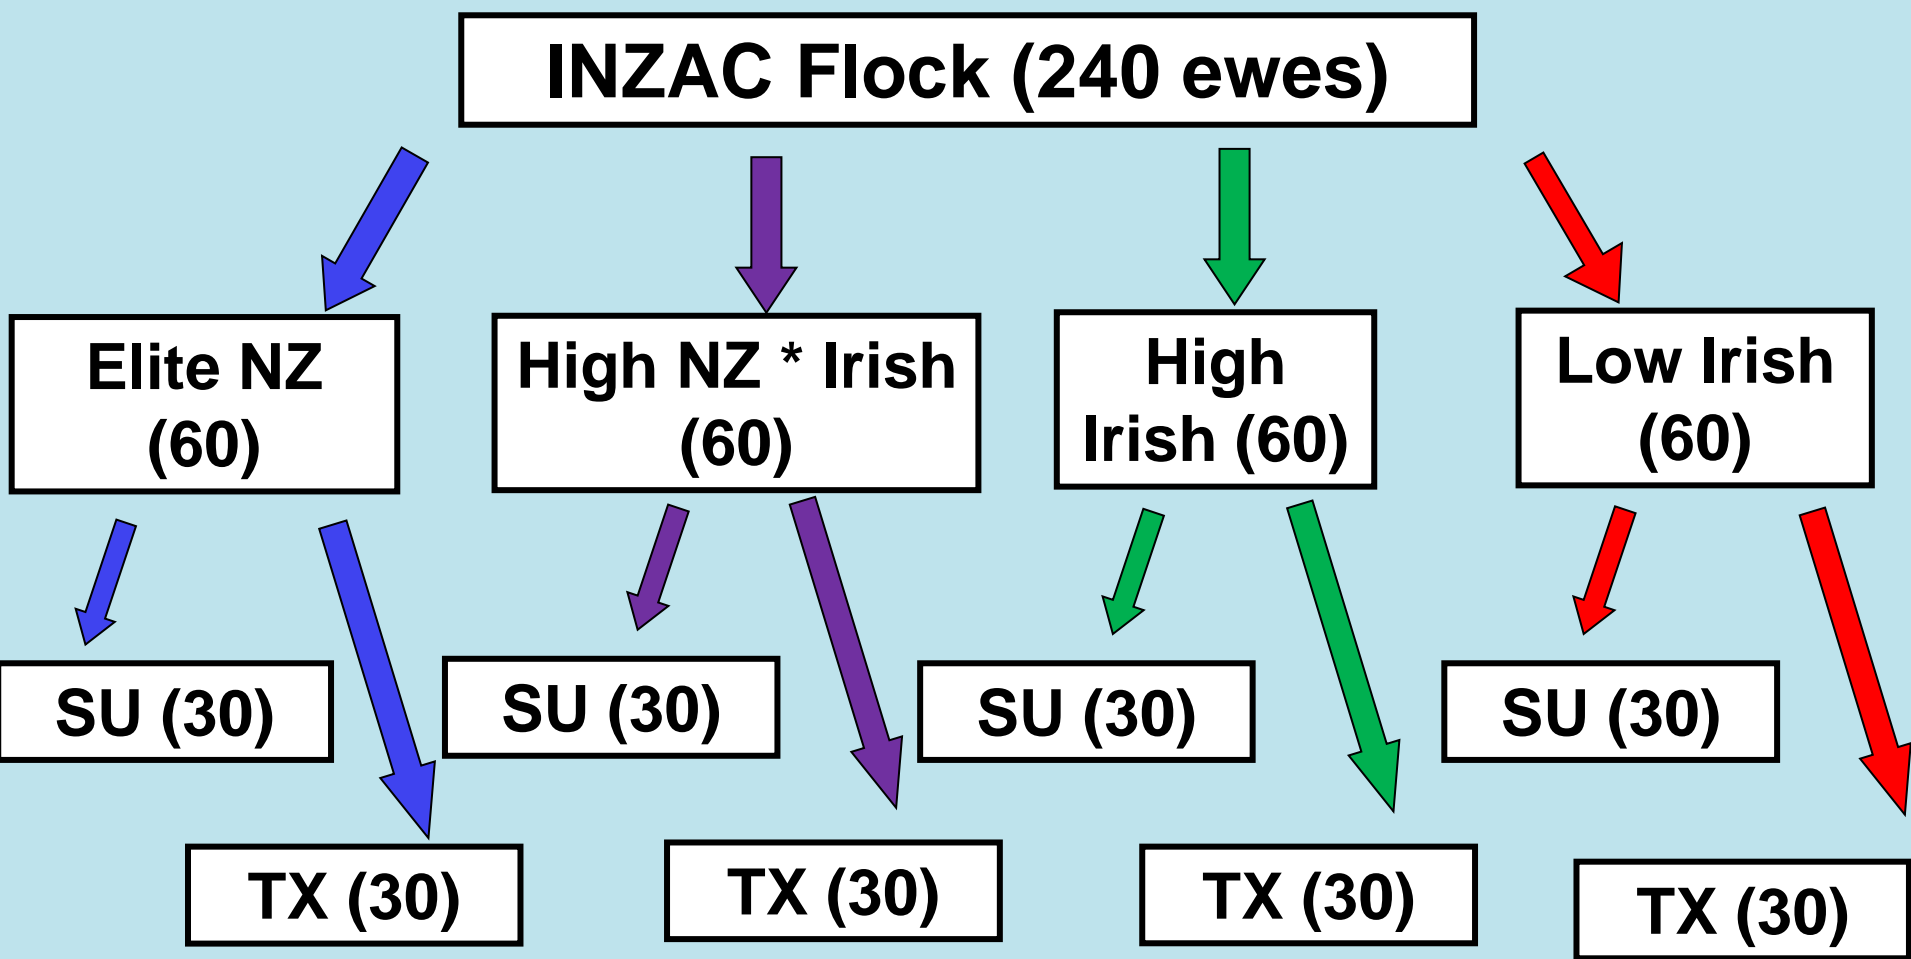 INZAC Flock (240 ewes)
Elite NZ
(60)
High NZ * Irish
(60)
High
Irish (60)
Low Irish
(60)
SU (30)
SU (30)
SU (30)
SU (30)
TX (30)
TX (30)
TX (30)
TX (30)